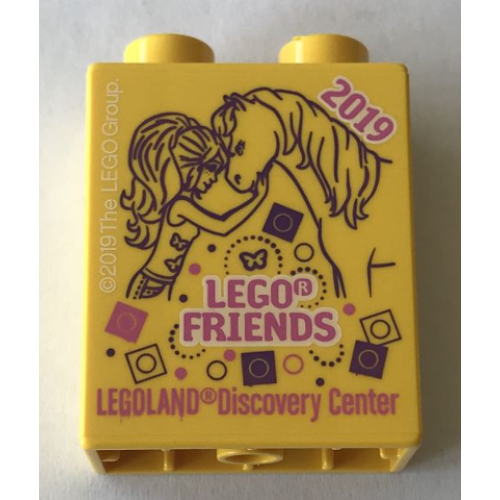 2019
©2019 The LEGO Group.
LEGO®
FRIENDS
LEGOLAND® Discovery Center